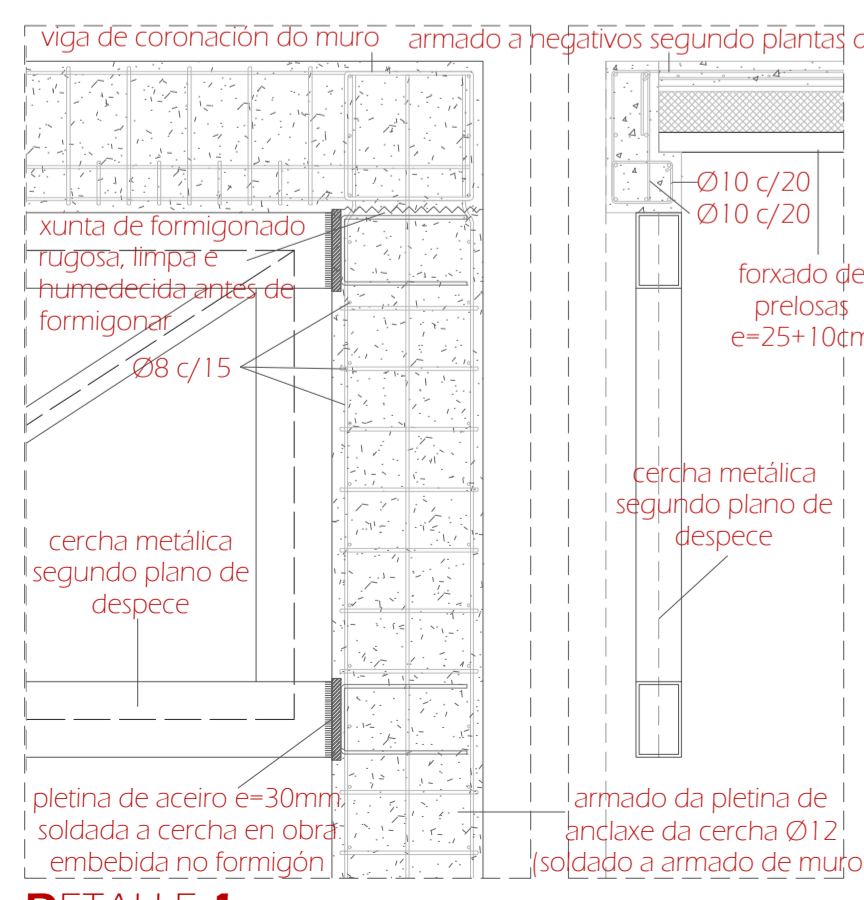 viga de coronación do muro
armado a negativos segundo plantas d
Ø10 c/20
Ø10 c/20
xunta de formigonado
rugosa, limpa e
humedecida antes de
formigonar
forxado de
prelosas
e=25+10cm
Ø8 c/15
cercha metálica
segundo plano de
despece
cercha metálica
segundo plano de
despece
pletina de aceiro e=30mm
soldada a cercha en obra
embebida no formigón
armado da pletina de
anclaxe da cercha Ø12
(soldado a armado de muro
DETALLE 1